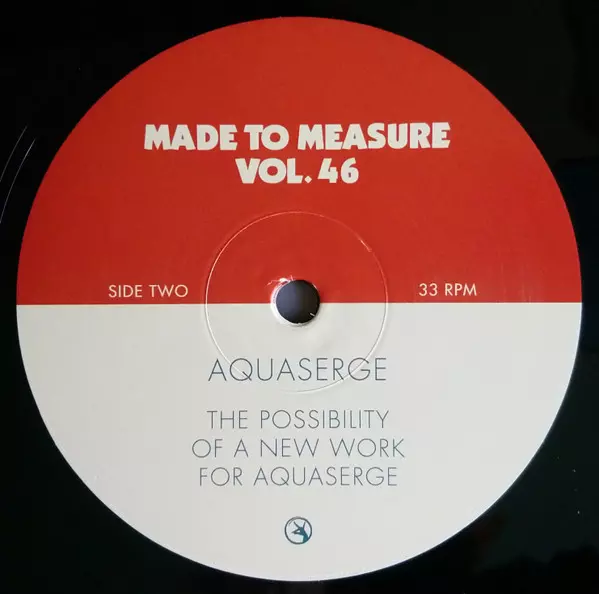 MADE TO MEASURE
VOL. 46
SIDE TWO
33 RPM
AQUASERGE
THE POSSIBILITY
OF A NEW WORK
FOR AQUASERGE